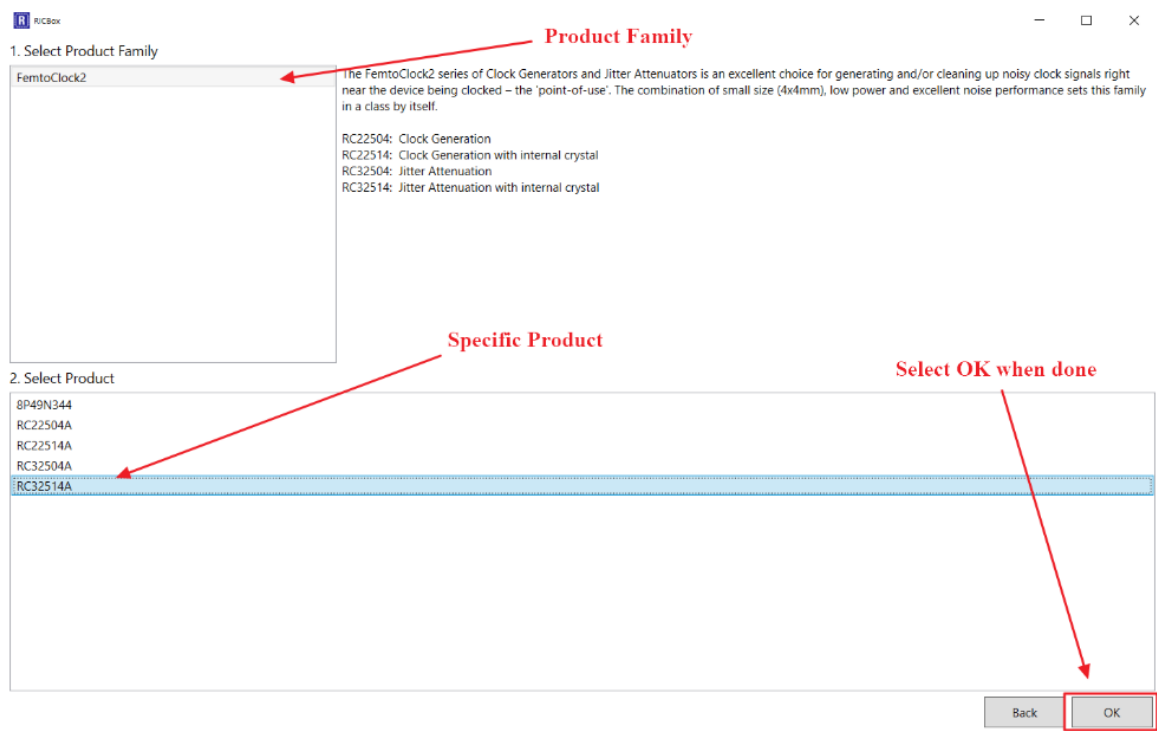 RICBox
Product Family
1. Select Product Family
FemtoClock2
The FemtoClock2 series of Clock Generators and Jitter Attenuators is an excellent choice for generating and/or cleaning up noisy clock signals right
near the device being clocked – the 'point-of-use'. The combination of small size (4x4mm), low power and excellent noise performance sets this family
in a class by itself.
RC22504: Clock Generation
RC22514: Clock Generation with internal crystal
RC32504: Jitter Attenuation
RC32514: Jitter Attenuation with internal crystal
Specific Product
Select OK when done
2. Select Product
8P49N344
RC22504A
RC22514A
RC32504A
RC32514A
Back
OK